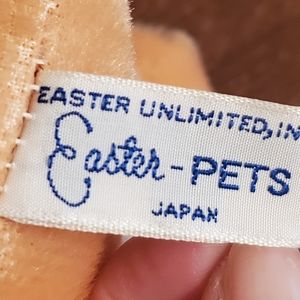 EASTER UNLIMITED, IN
Easter-PETS
JAPAN